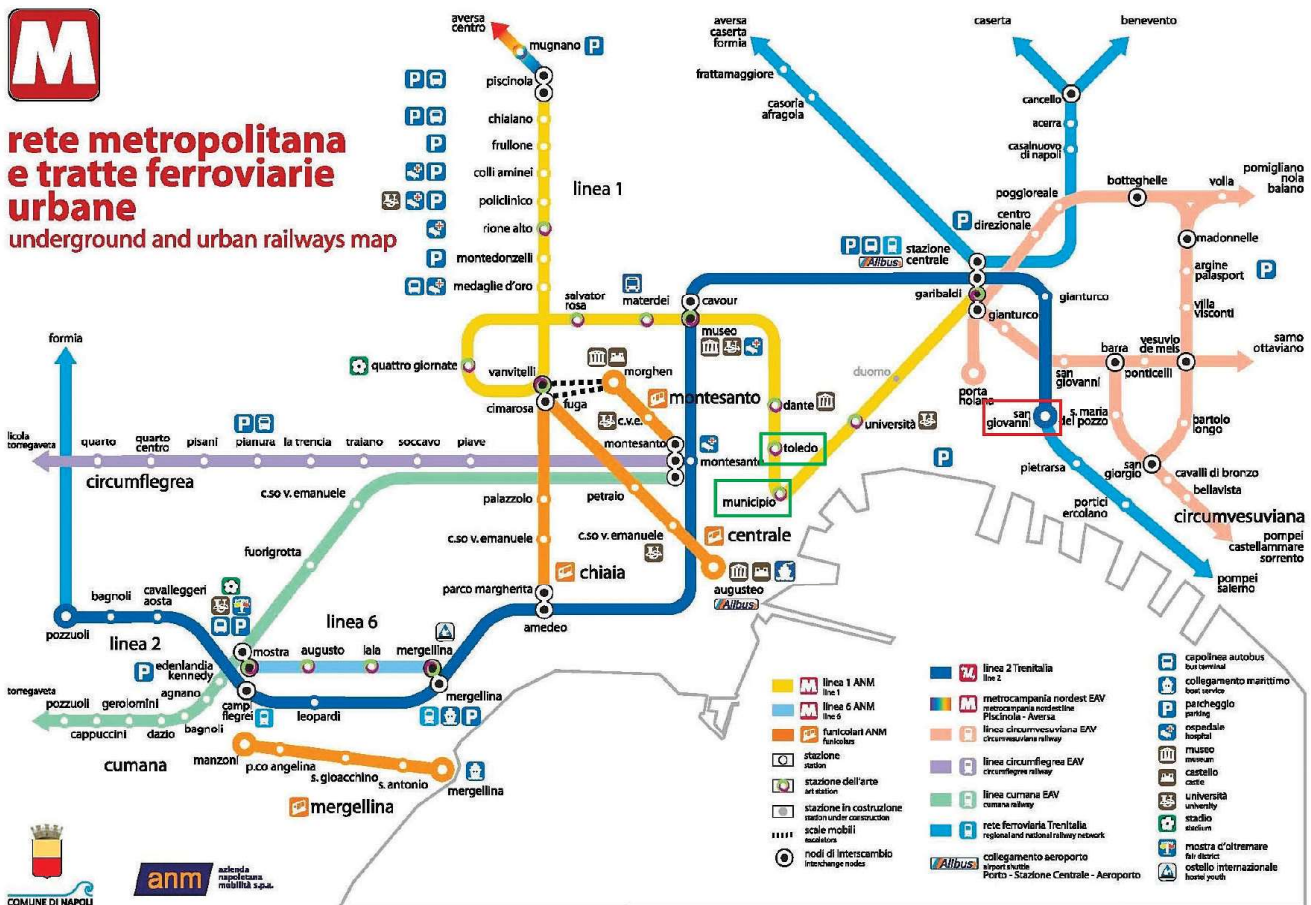 M
rete metropolitana
e tratte ferroviarie
urbane
underground and urban railways map
aversa
centro
mugnano
P
piscinola
P
chiaiano
P
frullone
P
colli aminei
P
policlinico
P
rione alto
montedonzelli
P
medaglie d'oro
linea 1
salvator
rosa
materdei
cavour
museo
quattro giornate
vanvitelli
cimarosa
fuga
morghen
montesanto
c.v.e.
montesanto
montesanto
dante
toledo
municipio
università
duomo
garibaldi
P
stazione
centrale
Alibus
aversa
caserta
formia
frattamaggiore
casoria
afragola
caserta
benevento
cancello
acerra
casalnuovo
di napoli
poggioreale
P
centro
direzionale
botteghelle
volla
pomigliano
nola
baiano
madonnelle
argine
palasport
P
villa
visconti
gianturco
gianturco
barra
vesuvio
de meis
ponticelli
san
giovanni
sarno
ottaviano
porta
nolana
san
giovanni
s. maria
del pozzo
bartolo
longo
pietrarsa
san
giorgio
cavalli di bronzo
bellavista
portici
ercolano
circumvesuviana
pompei
castellammare
sorrento
pompei
salerno
P
formia
licola
torregaveta
quarto
quarto
centro
pisani
P
pianura
la trencia
traiano
soccavo
piave
circumflegrea
c.so v. emanuele
fuorigrotta
palazzolo
petraio
c.so v. emanuele
c.so v. emanuele
centrale
chiaia
augusteo
Alibus
parco margherita
amedeo
pozzuoli
bagnoli
cavalleggeri
aosta
linea 2
P
linea 6
mostra
augusto
lala
mergellina
P
edenlandia
kennedy
agnano
campi
flegrei
leopardi
mergellina
P
torregaveta
pozzuoli
gerolomini
cappuccini
dazio
bagnoli
cumana
manzoni
p.co angelina
s. gioacchino
s. antonio
mergellina
mergellina
COMUNE DI NAPOLI
anm
azienda
napoletana
mobilità s.p.a.
M linea 1 ANM
line 1
M linea 6 ANM
line 6
funicolari ANM
funiculars
stazione
station
stazione dell'arte
art station
stazione in costruzione
station under construction
scale mobili
escalators
nodi di interscambio
interchange nodes
linea 2 Trenitalia
line 2
M metrocampania nordest EAV
metrocampania nordest line
Piscinola - Aversa
linea circumvesuviana EAV
circumvesuviana railway
linea circumflegrea EAV
circumflegrea railway
linea cumana EAV
cumana railway
rete ferroviaria Trenitalia
regional and national railway network
Alibus collegamento aeroporto
airport shuttle
Porto - Stazione Centrale - Aeroporto
capolinea autobus
bus terminal
collegamento marittimo
boat service
P parcheggio
parking
ospedale
hospital
museo
museum
castello
castle
università
university
stadio
stadium
mostra d'oltremare
fair district
ostello internazionale
hostel youth